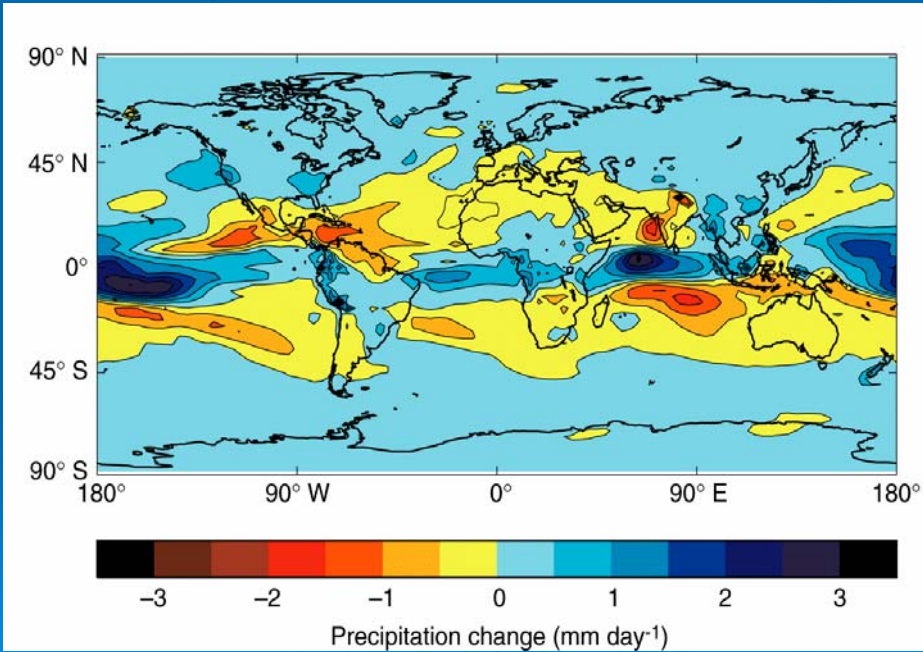 90° N
45° N
0°
45° S
90° S
180° 90° W 0° 90° E 180°
−3 −2 −1 0 1 2 3
Precipitation change (mm day-1)